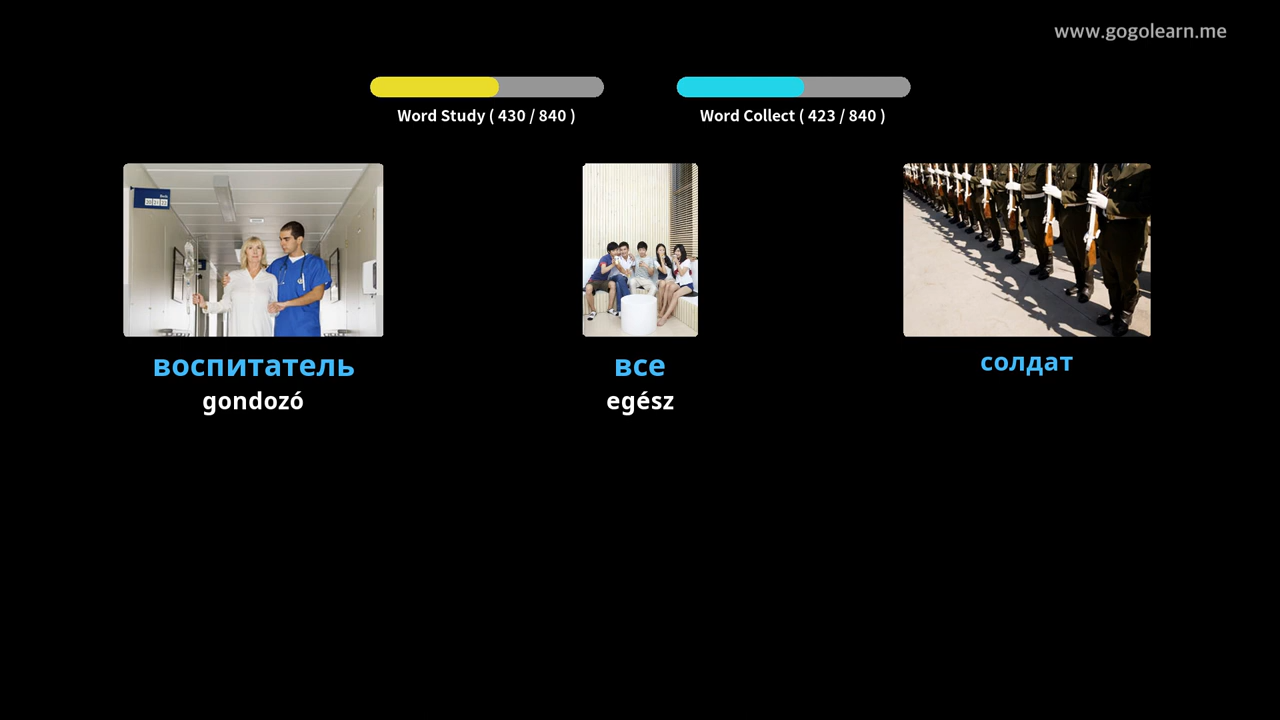 www.gogolearn.me
Word Study ( 430 / 840 )
Word Collect ( 423 / 840 )
воспитатель
gondozó
все
egész
солдат